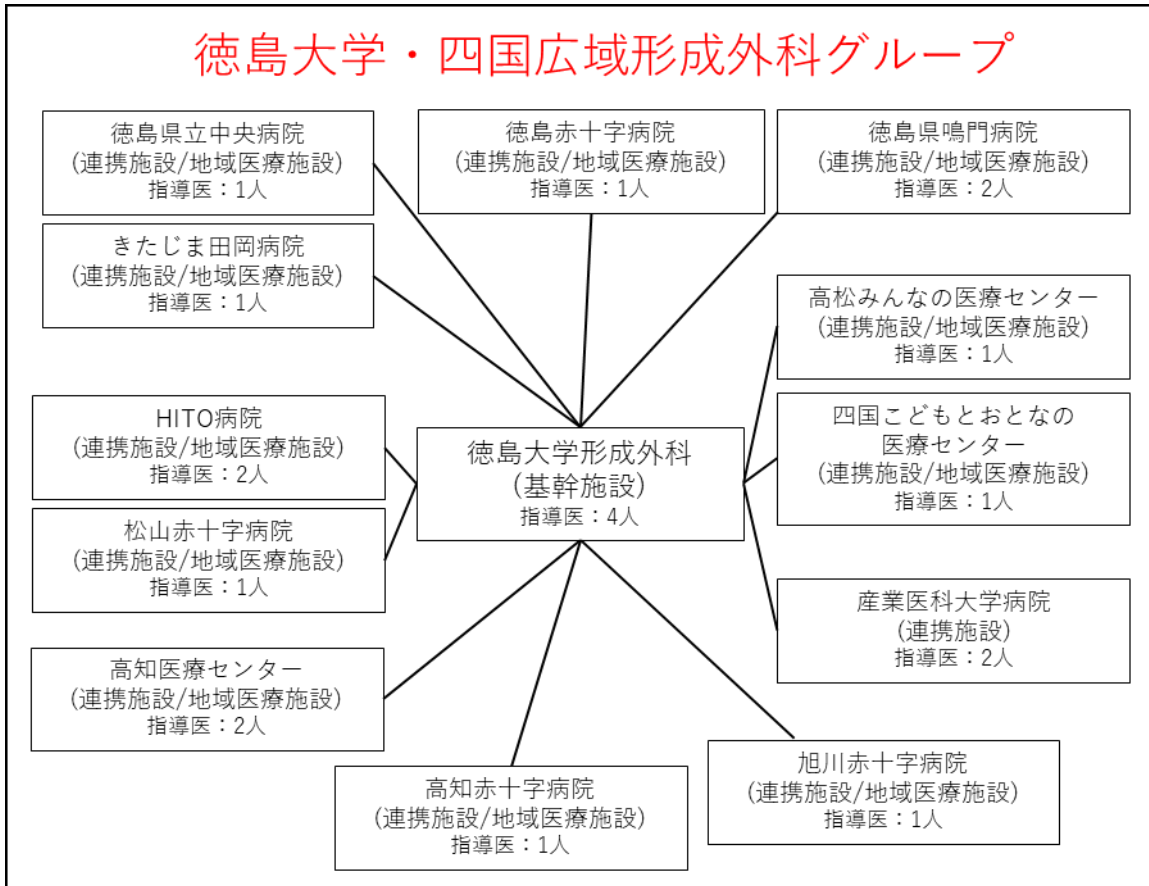 徳島大学・四国広域形成外科グループ
徳島県立中央病院
(連携施設/地域医療施設)
指導医：1人
徳島赤十字病院
(連携施設/地域医療施設)
指導医：1人
徳島県鳴門病院
(連携施設/地域医療施設)
指導医：2人
きたじま田岡病院
(連携施設/地域医療施設)
指導医：1人
高松みんなの医療センター
(連携施設/地域医療施設)
指導医：1人
HITO病院
(連携施設/地域医療施設)
指導医：2人
徳島大学形成外科
(基幹施設)
指導医：4人
四国こどもとおとなの
医療センター
(連携施設/地域医療施設)
指導医：1人
松山赤十字病院
(連携施設/地域医療施設)
指導医：1人
産業医科大学病院
(連携施設)
指導医：2人
高知医療センター
(連携施設/地域医療施設)
指導医：2人
高知赤十字病院
(連携施設/地域医療施設)
指導医：1人
旭川赤十字病院
(連携施設/地域医療施設)
指導医：1人